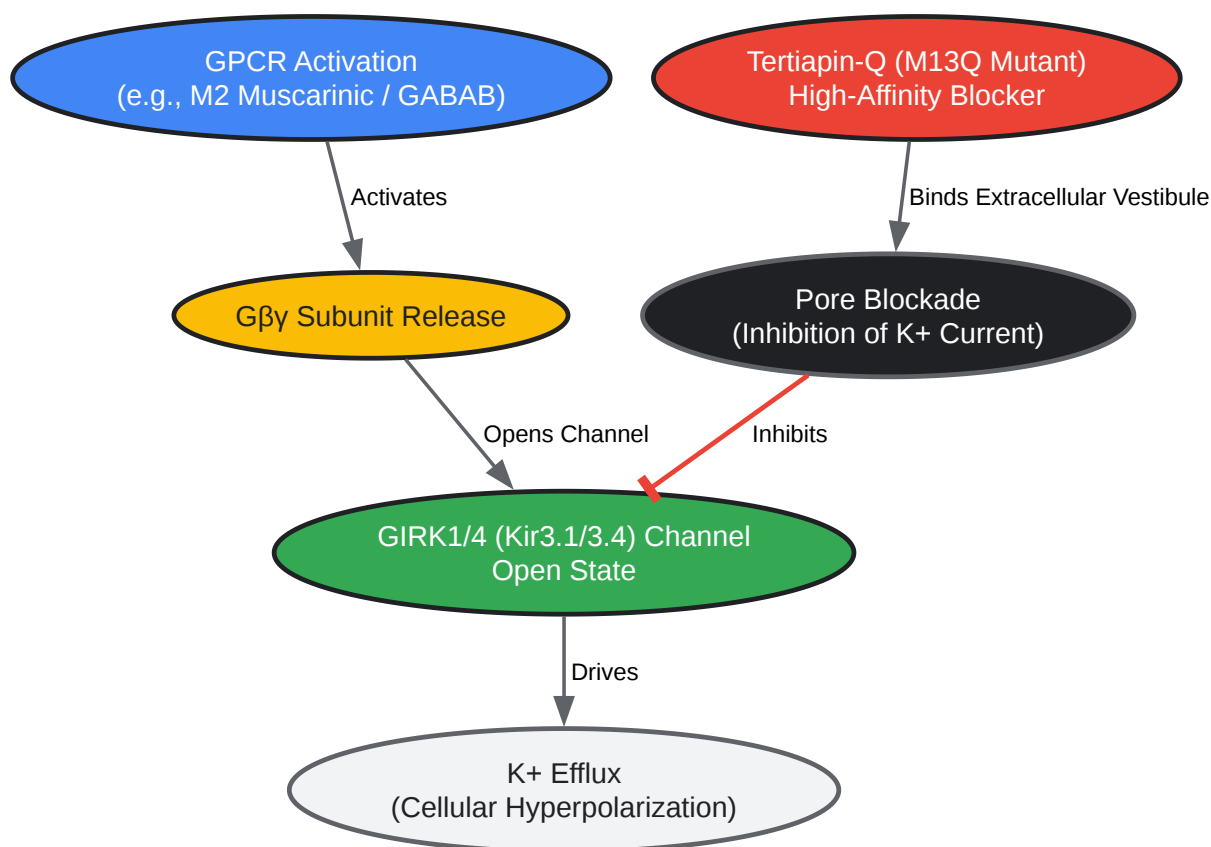 GPCR Activation
(e.g., M2 Muscarinic / GABAB)
Tertiapin-Q (M13Q Mutant)
High-Affinity Blocker
Activates
Binds Extracellular Vestibule
Gβγ Subunit Release
Pore Blockade
(Inhibition of K+ Current)
Opens Channel
Inhibits
GIRK1/4 (Kir3.1/3.4) Channel
Open State
Drives
K+ Efflux
(Cellular Hyperpolarization)